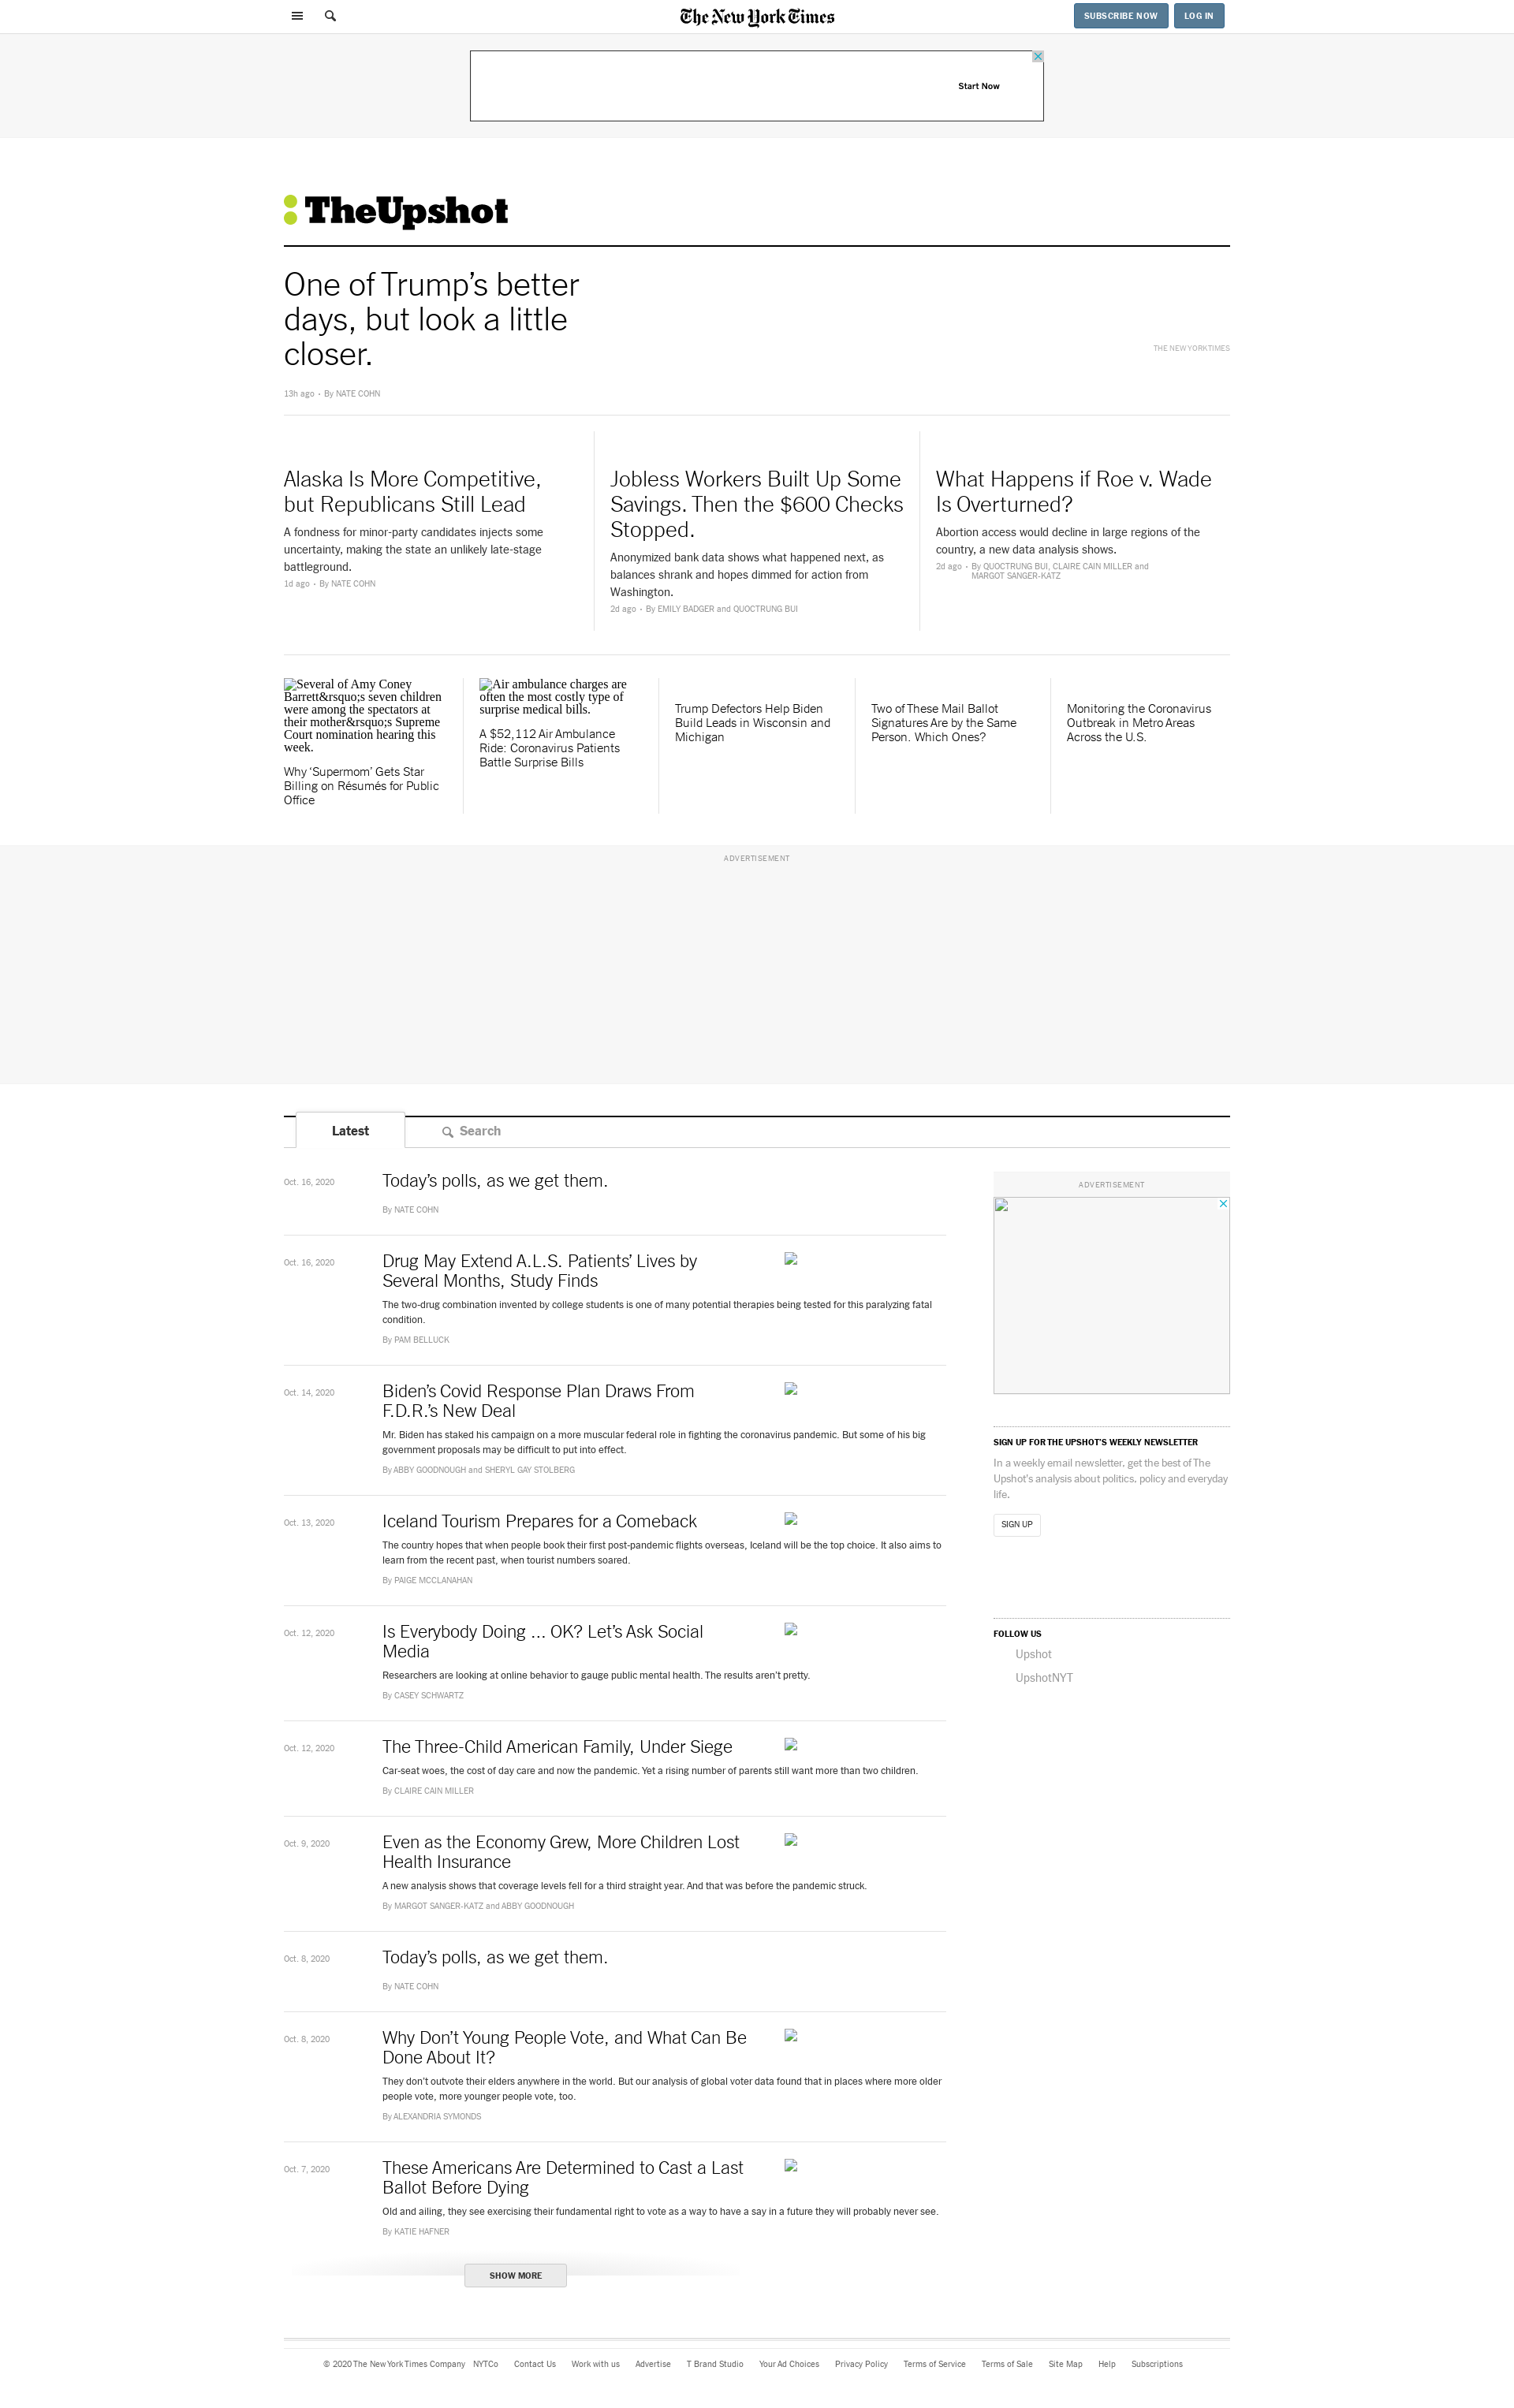 The New York Times
SUBSCRIBE NOW
LOG IN
Start Now
TheUpshot
One of Trump’s better
days, but look a little
closer.
THE NEW YORK TIMES
13h ago • By NATE COHN
Alaska Is More Competitive,
but Republicans Still Lead
A fondness for minor-party candidates injects some
uncertainty, making the state an unlikely late-stage
battleground.
1d ago • By NATE COHN
Jobless Workers Built Up Some
Savings. Then the $600 Checks
Stopped.
Anonymized bank data shows what happened next, as
balances shrank and hopes dimmed for action from
Washington.
2d ago • By EMILY BADGER and QUOCTRUNG BUI
What Happens if Roe v. Wade
Is Overturned?
Abortion access would decline in large regions of the
country, a new data analysis shows.
2d ago • By QUOCTRUNG BUI, CLAIRE CAIN MILLER and
MARGOT SANGER-KATZ
Several of Amy Coney
Barrett&rsquo;s seven children
were among the spectators at
their mother&rsquo;s Supreme
Court nomination hearing this
week.
Why ‘Supermom’ Gets Star
Billing on Résumés for Public
Office
Air ambulance charges are
often the most costly type of
surprise medical bills.
A $52,112 Air Ambulance
Ride: Coronavirus Patients
Battle Surprise Bills
Trump Defectors Help Biden
Build Leads in Wisconsin and
Michigan
Two of These Mail Ballot
Signatures Are by the Same
Person. Which Ones?
Monitoring the Coronavirus
Outbreak in Metro Areas
Across the U.S.
ADVERTISEMENT
Latest
Search
Oct. 16, 2020
Today’s polls, as we get them.
By NATE COHN
Oct. 16, 2020
Drug May Extend A.L.S. Patients’ Lives by
Several Months, Study Finds
The two-drug combination invented by college students is one of many potential therapies being tested for this paralyzing fatal
condition.
By PAM BELLUCK
Oct. 14, 2020
Biden’s Covid Response Plan Draws From
F.D.R.’s New Deal
Mr. Biden has staked his campaign on a more muscular federal role in fighting the coronavirus pandemic. But some of his big
government proposals may be difficult to put into effect.
By ABBY GOODNOUGH and SHERYL GAY STOLBERG
Oct. 13, 2020
Iceland Tourism Prepares for a Comeback
The country hopes that when people book their first post-pandemic flights overseas, Iceland will be the top choice. It also aims to
learn from the recent past, when tourist numbers soared.
By PAIGE MCCLANAHAN
Oct. 12, 2020
Is Everybody Doing … OK? Let’s Ask Social
Media
Researchers are looking at online behavior to gauge public mental health. The results aren’t pretty.
By CASEY SCHWARTZ
Oct. 12, 2020
The Three-Child American Family, Under Siege
Car-seat woes, the cost of day care and now the pandemic. Yet a rising number of parents still want more than two children.
By CLAIRE CAIN MILLER
Oct. 9, 2020
Even as the Economy Grew, More Children Lost
Health Insurance
A new analysis shows that coverage levels fell for a third straight year. And that was before the pandemic struck.
By MARGOT SANGER-KATZ and ABBY GOODNOUGH
Oct. 8, 2020
Today’s polls, as we get them.
By NATE COHN
Oct. 8, 2020
Why Don’t Young People Vote, and What Can Be
Done About It?
They don’t outvote their elders anywhere in the world. But our analysis of global voter data found that in places where more older
people vote, more younger people vote, too.
By ALEXANDRIA SYMONDS
Oct. 7, 2020
These Americans Are Determined to Cast a Last
Ballot Before Dying
Old and ailing, they see exercising their fundamental right to vote as a way to have a say in a future they will probably never see.
By KATIE HAFNER
SHOW MORE
ADVERTISEMENT
SIGN UP FOR THE UPSHOT’S WEEKLY NEWSLETTER
In a weekly email newsletter, get the best of The
Upshot’s analysis about politics, policy and everyday
life.
SIGN UP
FOLLOW US
Upshot
UpshotNYT
© 2020 The New York Times Company NYTCo Contact Us Work with us Advertise T Brand Studio Your Ad Choices Privacy Policy Terms of Service Terms of Sale Site Map Help Subscriptions